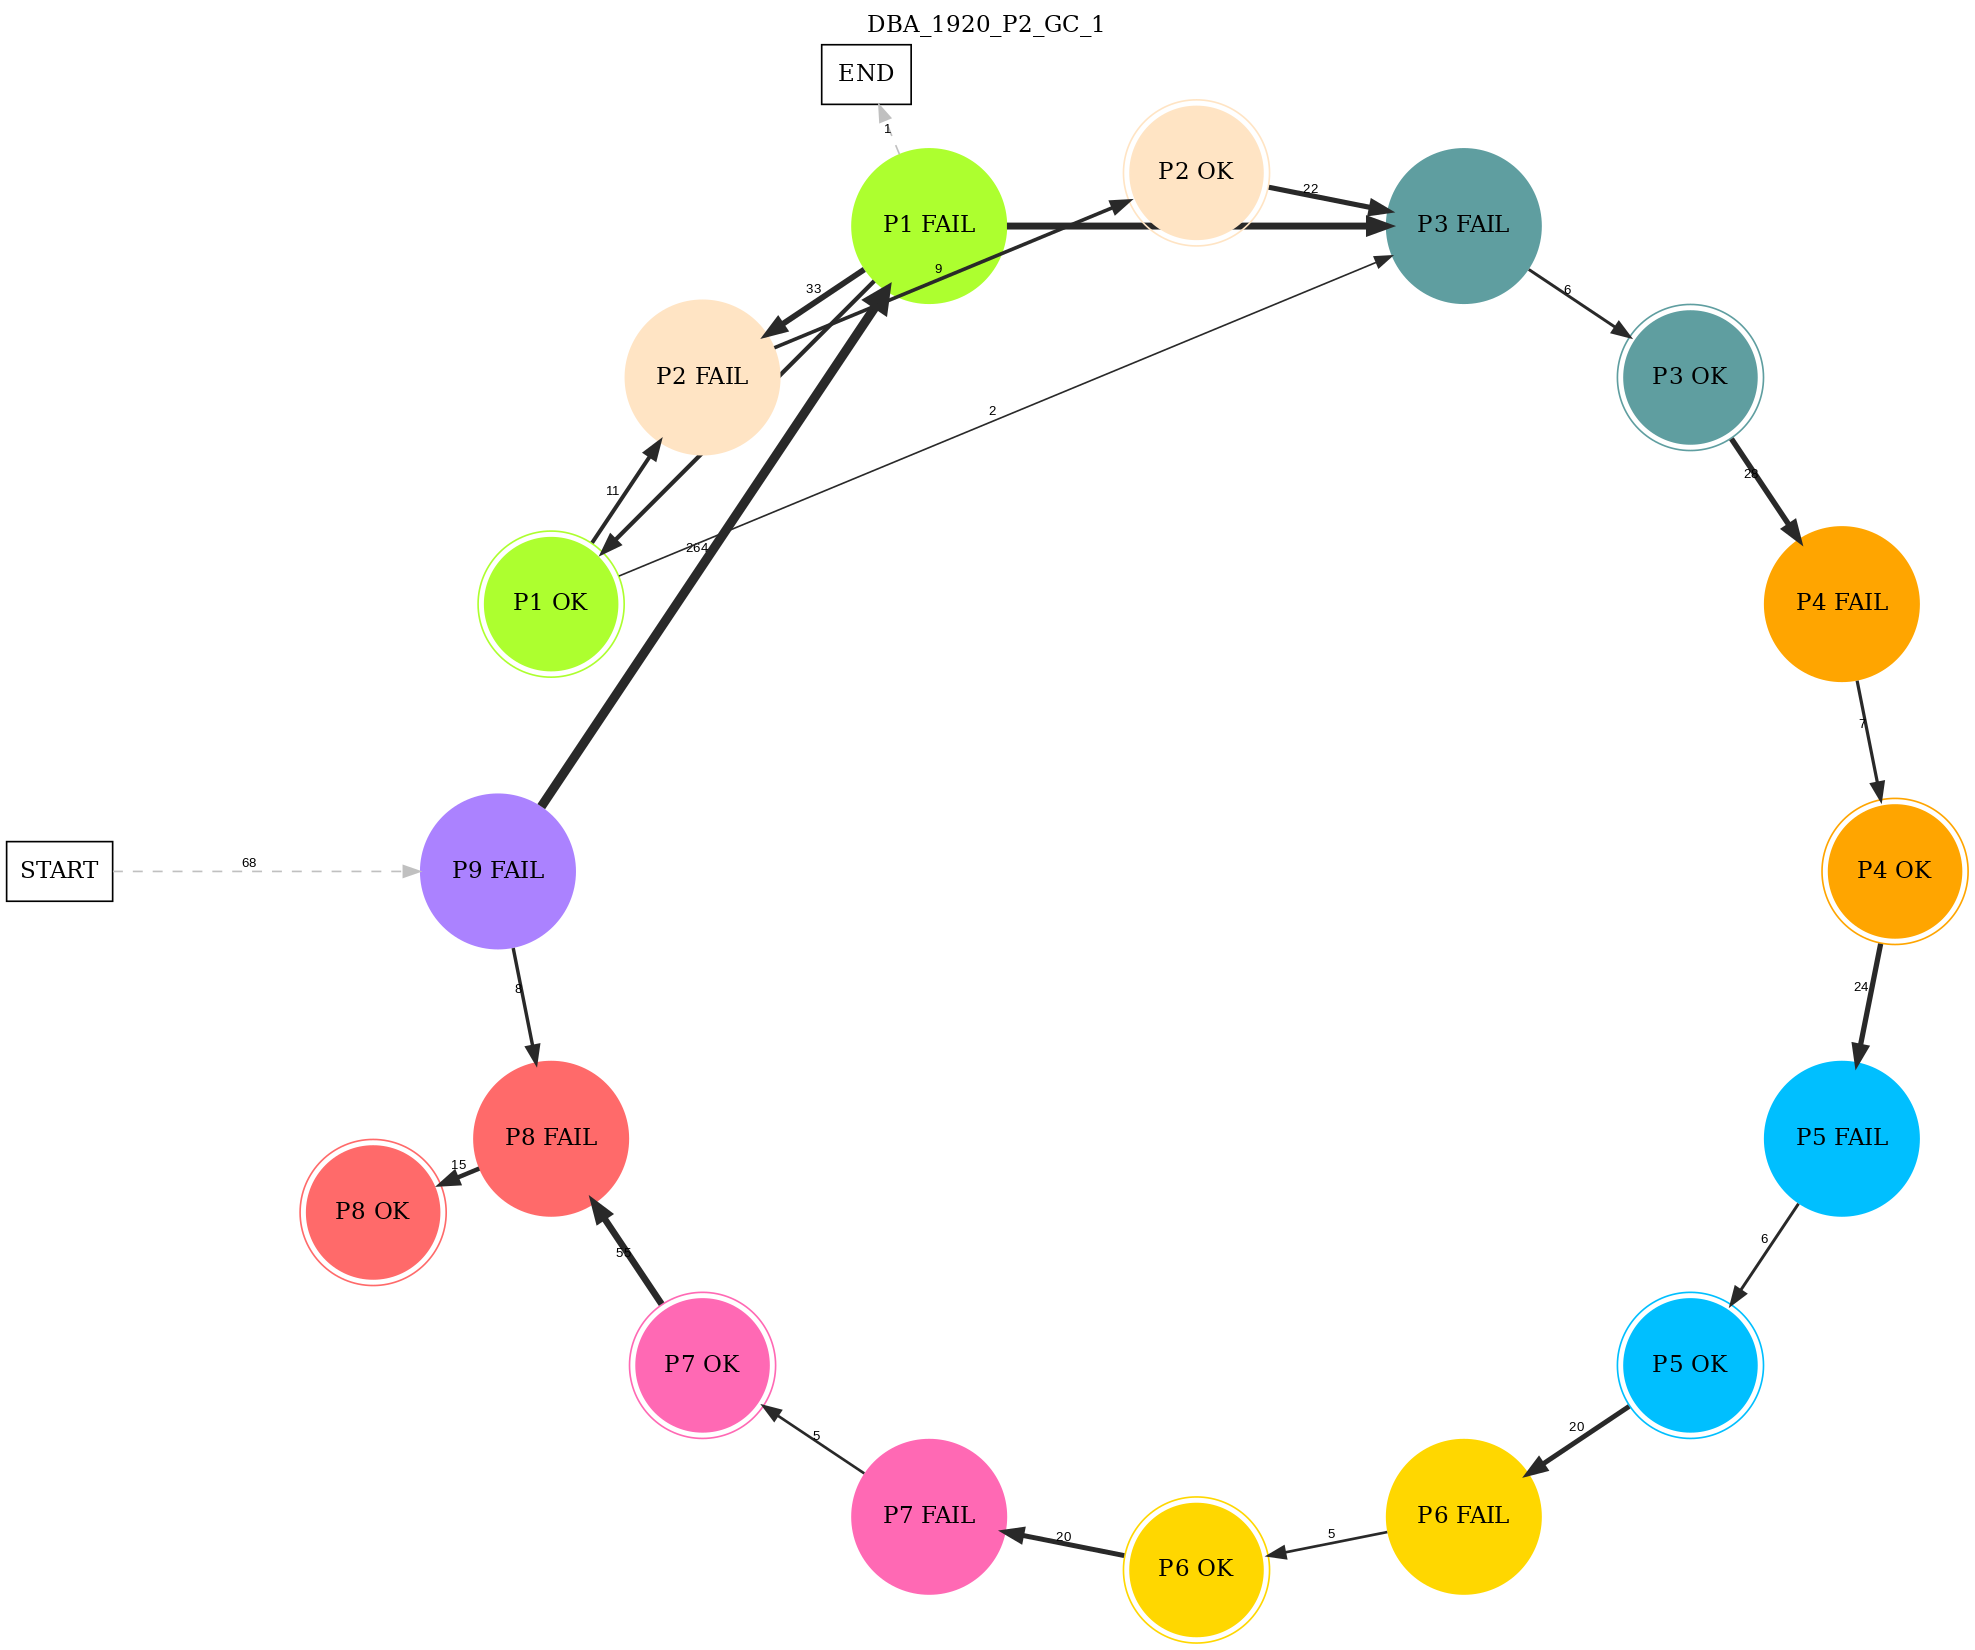 DBA_1920_P2_GC_1
END
1
P2 OK
22
P1 FAIL
P3 FAIL
9
33
6
P2 FAIL
P3 OK
2
28
11
264
P1 OK
P4 FAIL
7
68
START
P9 FAIL
P4 OK
8
24
P8 FAIL
P5 FAIL
15
P8 OK
6
55
P7 OK
P5 OK
5
20
P7 FAIL
P6 FAIL
20
5
P6 OK